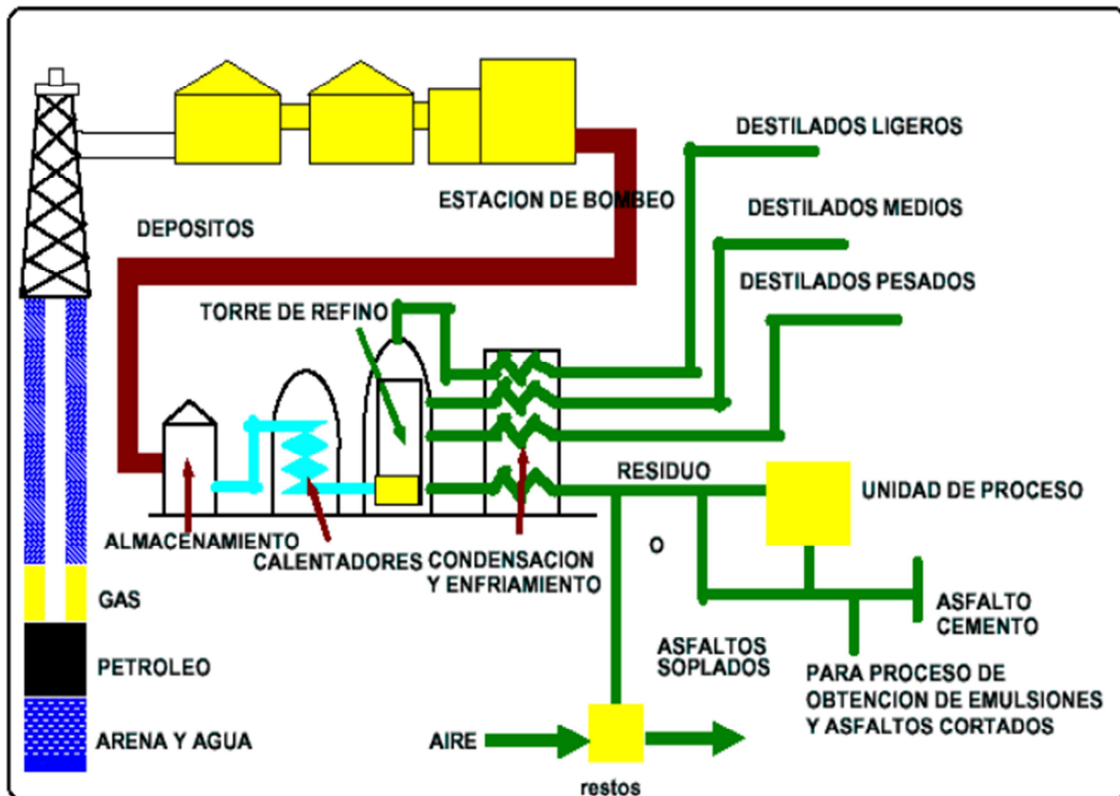 DESTILADOS LIGEROS
ESTACION DE BOMBEO
DESTILADOS MEDIOS
DEPOSITOS
DESTILADOS PESADOS
TORRE DE REFINO
RESIDUO
UNIDAD DE PROCESO
ALMACENAMIENTO
CALENTADORES
CONDENSACION
Y ENFRIAMIENTO
O
GAS
ASFALTO
CEMENTO
ASFALTOS
SOPLADOS
PETROLEO
PARA PROCESO DE
OBTENCION DE EMULSIONES
Y ASFALTOS CORTADOS
ARENA Y AGUA
AIRE
restos